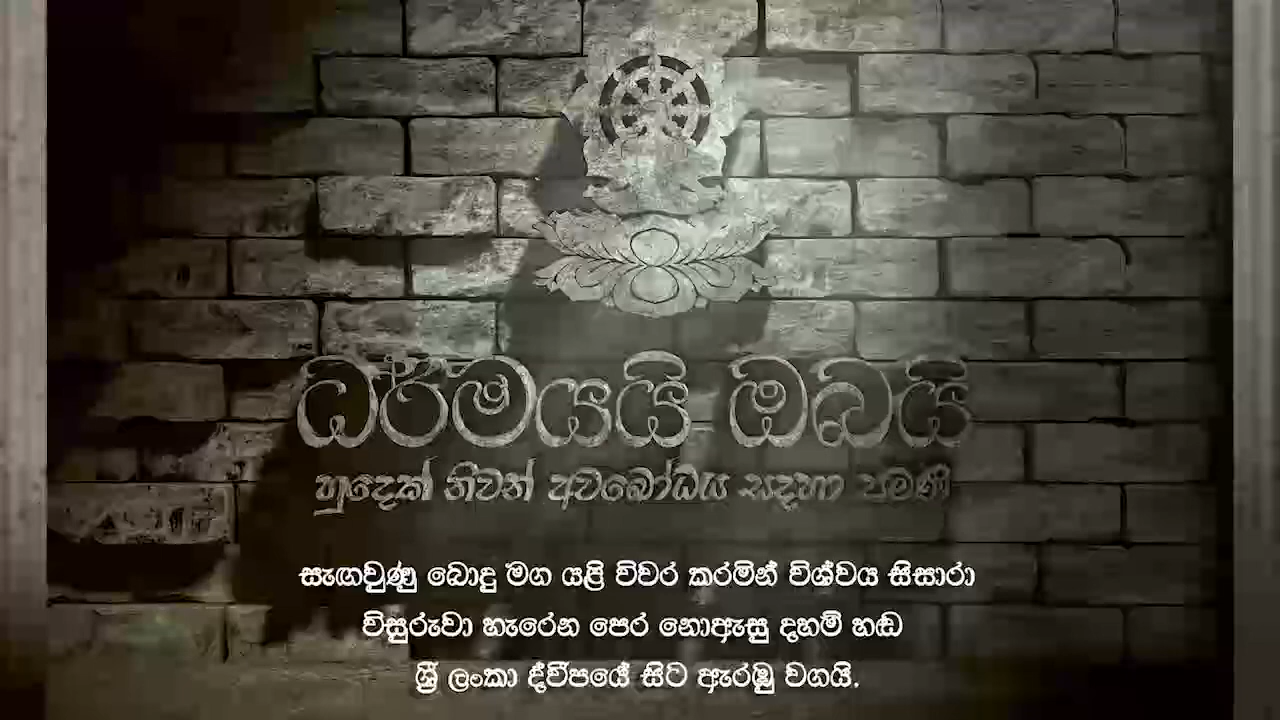 ධර්මයයි ඔබයි
හුදෙක් නිවන් අවබෝධය සදහා පමණි
සැඟවුණු බොදු මග යළි විවර කරමින් විශ්වය සිසාරා
විසුරුවා හැරෙන පෙර නොඇසු දහම් හඬ
ශ්‍රී ලංකා ද්වීපයේ සිට ඇරඹූ වගයි.